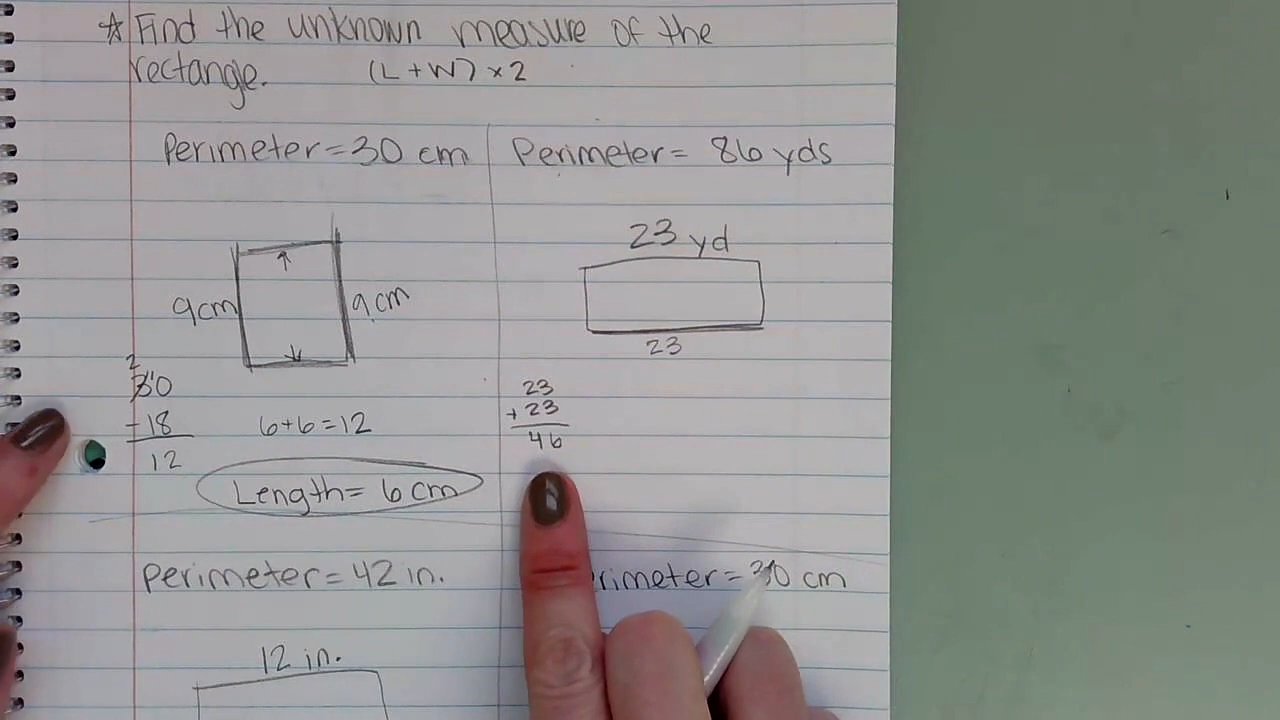 ☆ Find the unknown measure of the
rectangle. (L+W) × 2
Perimeter = 30 cm
9cm
9cm
2
30
-18
12
6+6=12
Length = 6 cm
Perimeter = 86 yds
23 yd
23
23
+ 23
46
Perimeter = 42 in.
12 in.
erimeter = 30 cm